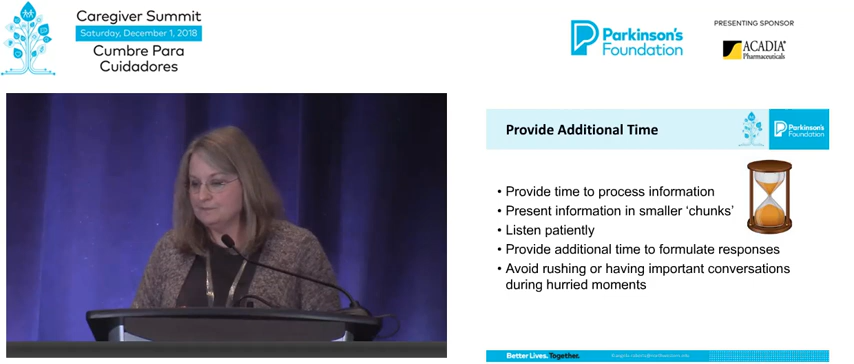 Caregiver Summit
Saturday, December 1, 2018
Cumbre Para
Cuidadores
Parkinson's
Foundation
PRESENTING SPONSOR
ACADIA®
Pharmaceuticals
Provide Additional Time
Parkinson's
Foundation
• Provide time to process information
• Present information in smaller ‘chunks’
• Listen patiently
• Provide additional time to formulate responses
• Avoid rushing or having important conversations
during hurried moments
Better Lives. Together.